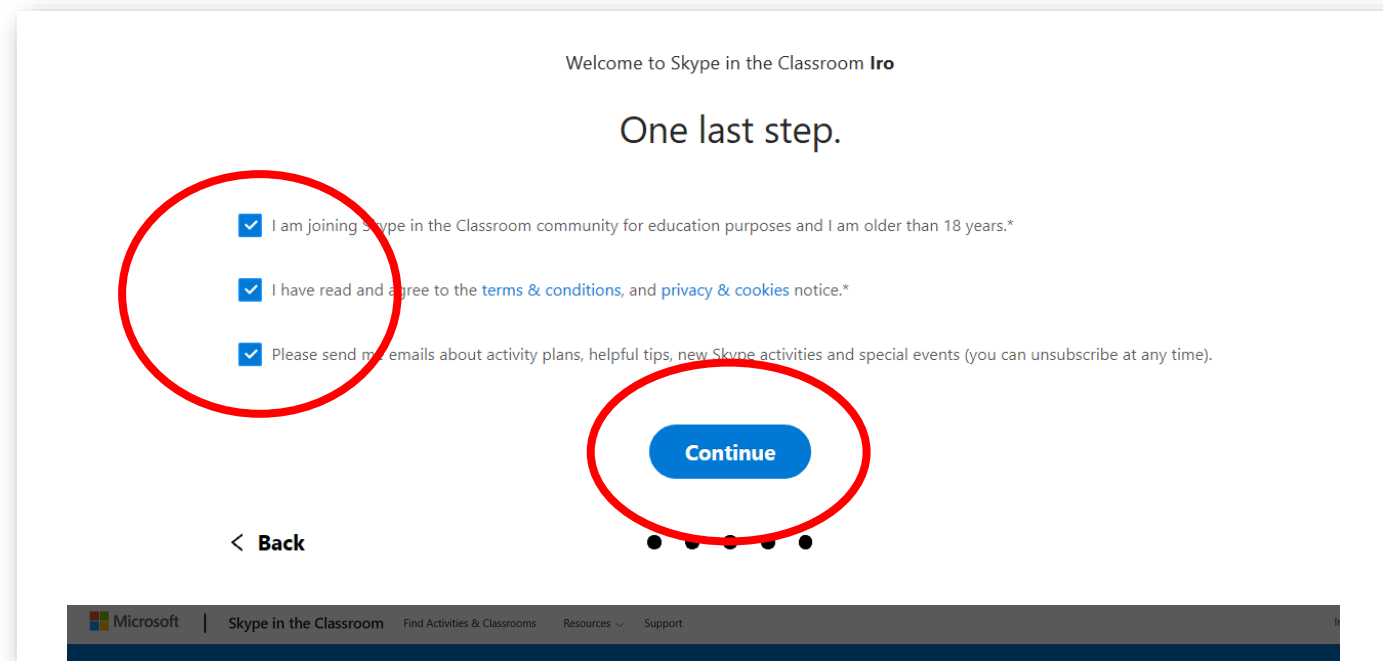 Welcome to Skype in the Classroom Iro
One last step.
I am joining Skype in the Classroom community for education purposes and I am older than 18 years.*
I have read and agree to the terms & conditions, and privacy & cookies notice.*
Please send me emails about activity plans, helpful tips, new Skype activities and special events (you can unsubscribe at any time).
Continue
< Back
Microsoft | Skype in the Classroom Find Activities & Classrooms Resources Support